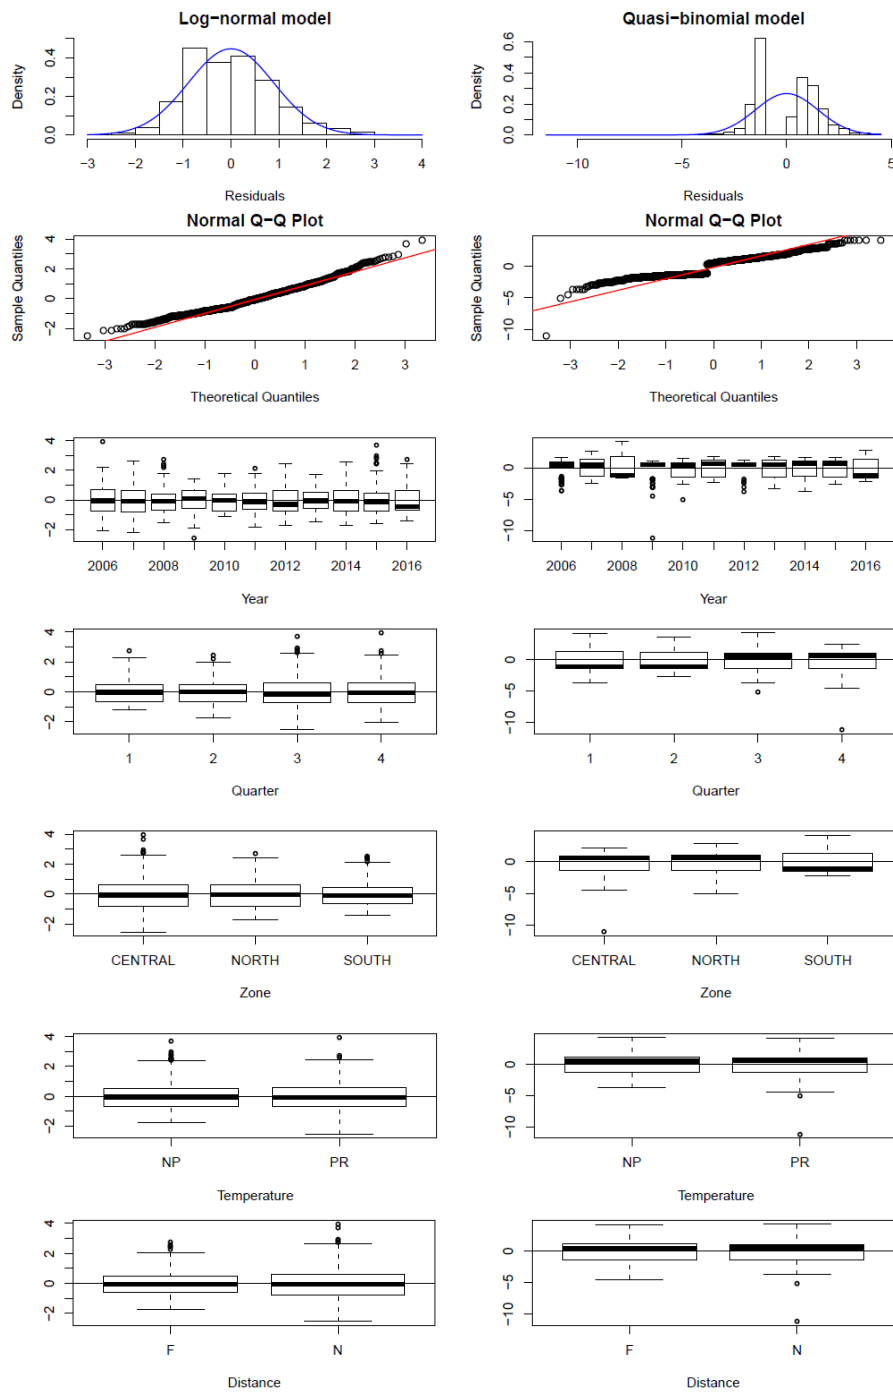 Log−normal model
Density
0.0 0.2 0.4
−3 −2 −1 0 1 2 3 4
Residuals
Quasi−binomial model
Density
0.0 0.2 0.4 0.6
−10 −5 0 5
Residuals
Normal Q−Q Plot
Sample Quantiles
−2 0 2 4
−3 −2 −1 0 1 2 3
Theoretical Quantiles
Normal Q−Q Plot
Sample Quantiles
−10 −5 0
−3 −2 −1 0 1 2 3
Theoretical Quantiles
−2 0 2 4
2006 2008 2010 2012 2014 2016
Year
−10 −5 0
2006 2008 2010 2012 2014 2016
Year
−2 0 2 4
1 2 3 4
Quarter
−10 −5 0
1 2 3 4
Quarter
−2 0 2 4
CENTRAL NORTH SOUTH
Zone
−10 −5 0
CENTRAL NORTH SOUTH
Zone
−2 0 2 4
NP PR
Temperature
−10 −5 0
NP PR
Temperature
−2 0 2 4
F N
Distance
−10 −5 0
F N
Distance